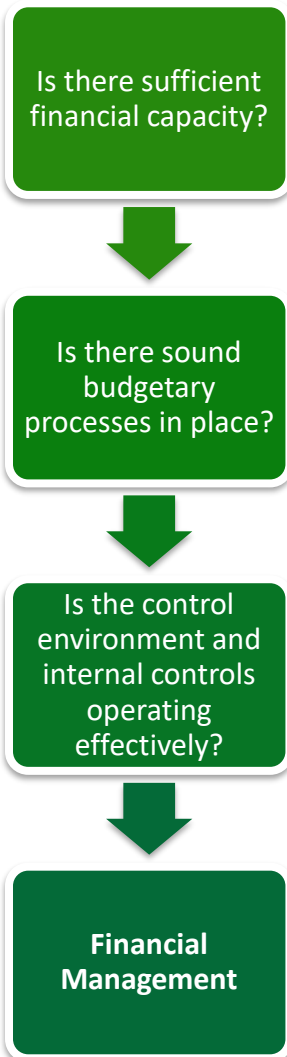 Is there sufficient
financial capacity?
Is there sound
budgetary
processes in place?
Is the control
environment and
internal controls
operating
effectively?
Financial
Management